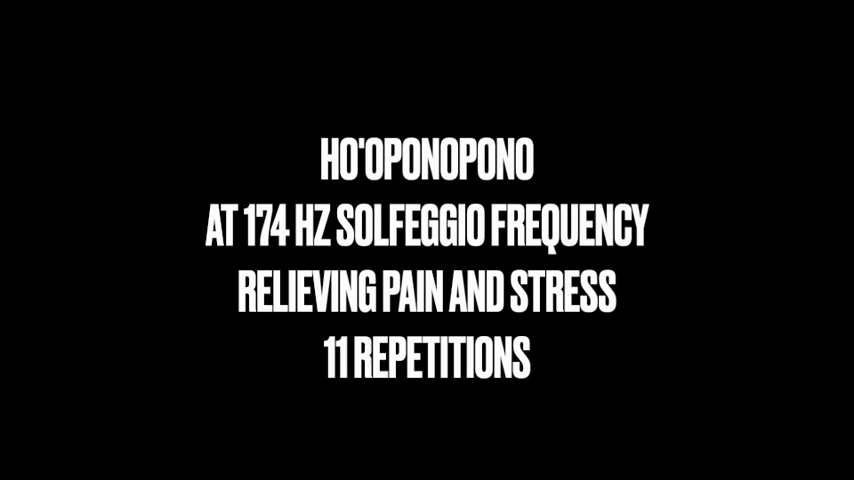 HO'OPONOPONO
AT 174 HZ SOLFEGGIO FREQUENCY
RELIEVING PAIN AND STRESS
11 REPETITIONS